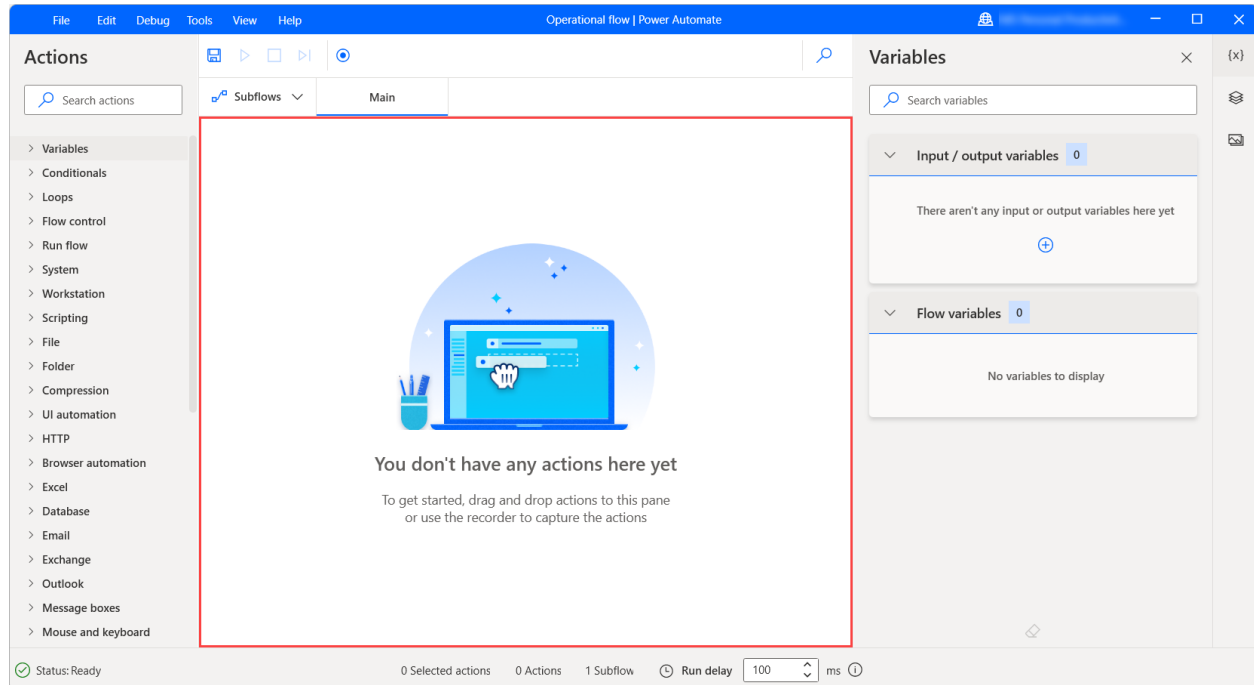 File Edit Debug Tools View Help
Operational flow | Power Automate
Actions
Search actions
Variables
Conditionals
Loops
Flow control
Run flow
System
Workstation
Scripting
File
Folder
Compression
UI automation
HTTP
Browser automation
Excel
Database
Email
Exchange
Outlook
Message boxes
Mouse and keyboard
Subflows
Main
You don't have any actions here yet
To get started, drag and drop actions to this pane
or use the recorder to capture the actions
Variables
Search variables
{x}
Input / output variables 0
There aren't any input or output variables here yet
Flow variables 0
No variables to display
Status: Ready
0 Selected actions 0 Actions 1 Subflow Run delay 100 ms